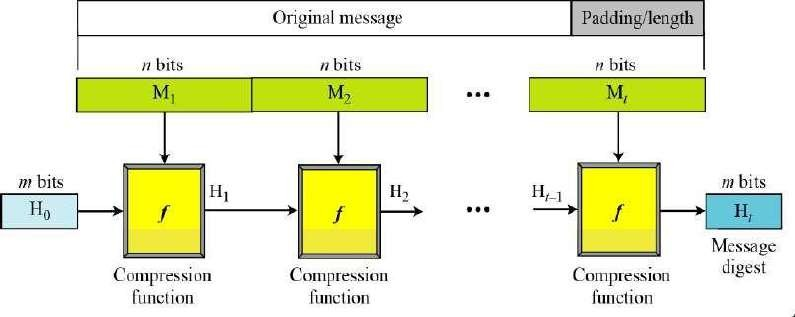 Original message Padding/length
n bits n bits n bits
M1 M2 ••• Mt
m bits H1 H2 Ht–1 m bits
H0 f f ••• f Ht
Compression function Compression function Compression function Message digest